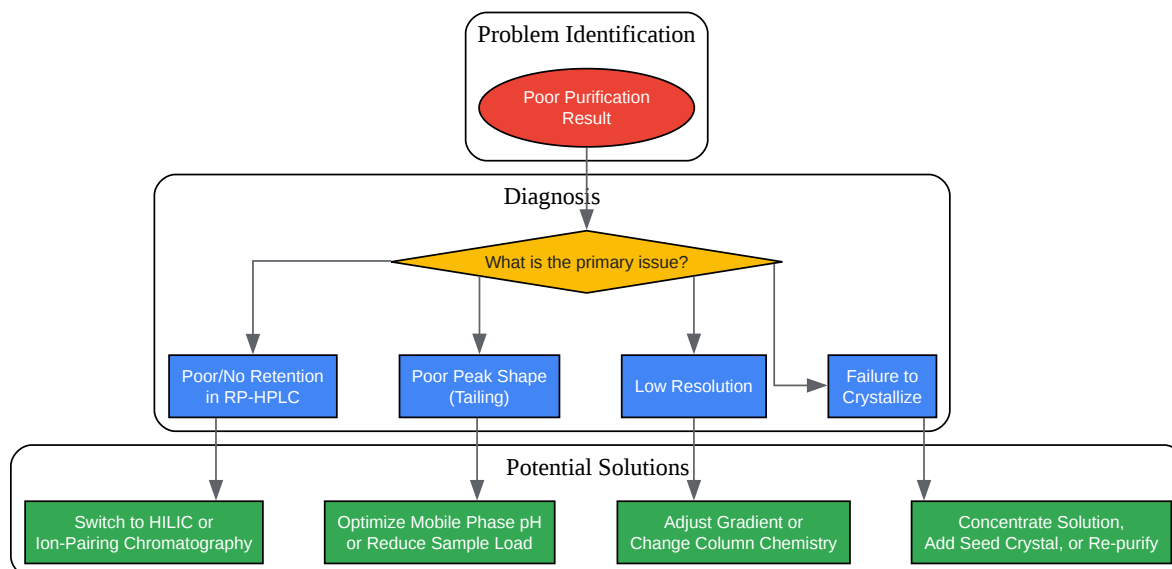 Problem Identification
Poor Purification
Result
Diagnosis
What is the primary issue?
Poor/No Retention
in RP-HPLC
Poor Peak Shape
(Tailing)
Low Resolution
Failure to
Crystallize
Potential Solutions
Switch to HILIC or
Ion-Pairing Chromatography
Optimize Mobile Phase pH
or Reduce Sample Load
Adjust Gradient or
Change Column Chemistry
Concentrate Solution,
Add Seed Crystal, or Re-purify